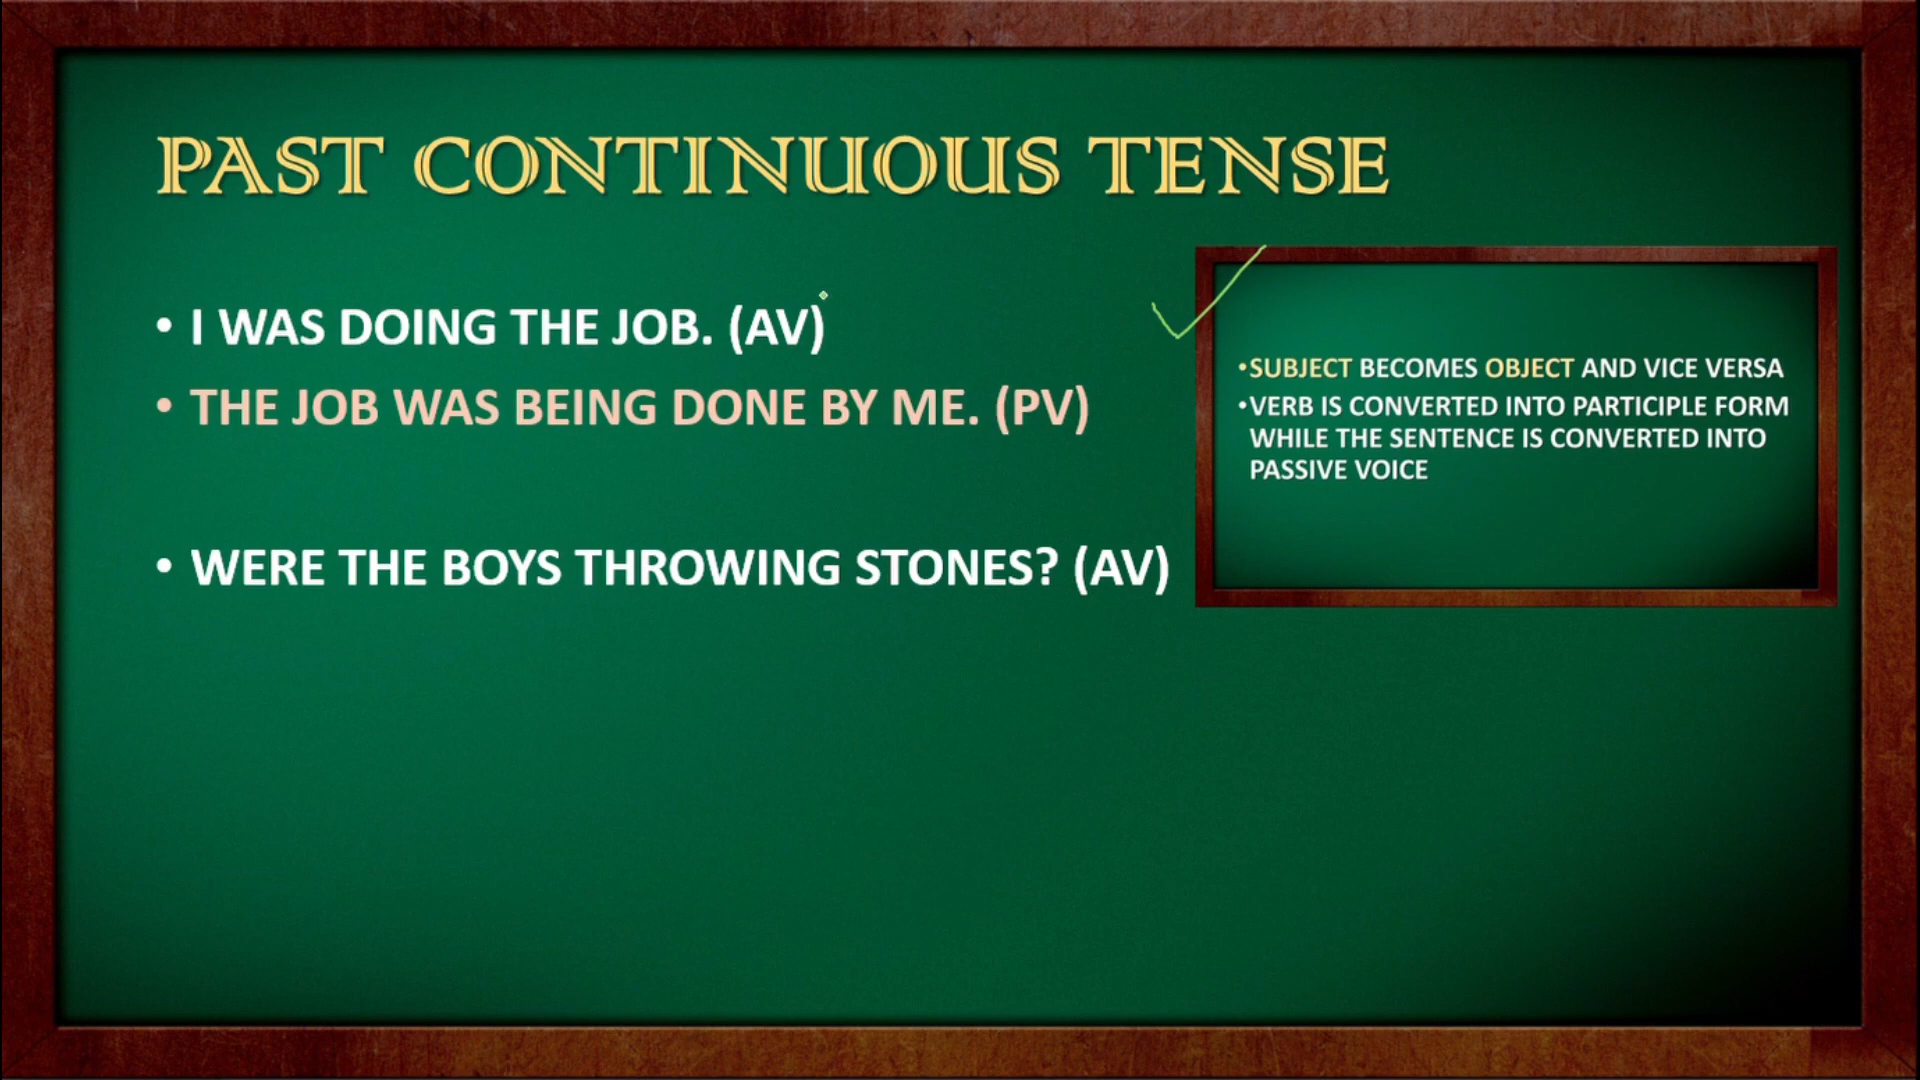 PAST CONTINUOUS TENSE
• I WAS DOING THE JOB. (AV)
• THE JOB WAS BEING DONE BY ME. (PV)
• WERE THE BOYS THROWING STONES? (AV)
•SUBJECT BECOMES OBJECT AND VICE VERSA
•VERB IS CONVERTED INTO PARTICIPLE FORM
WHILE THE SENTENCE IS CONVERTED INTO
PASSIVE VOICE